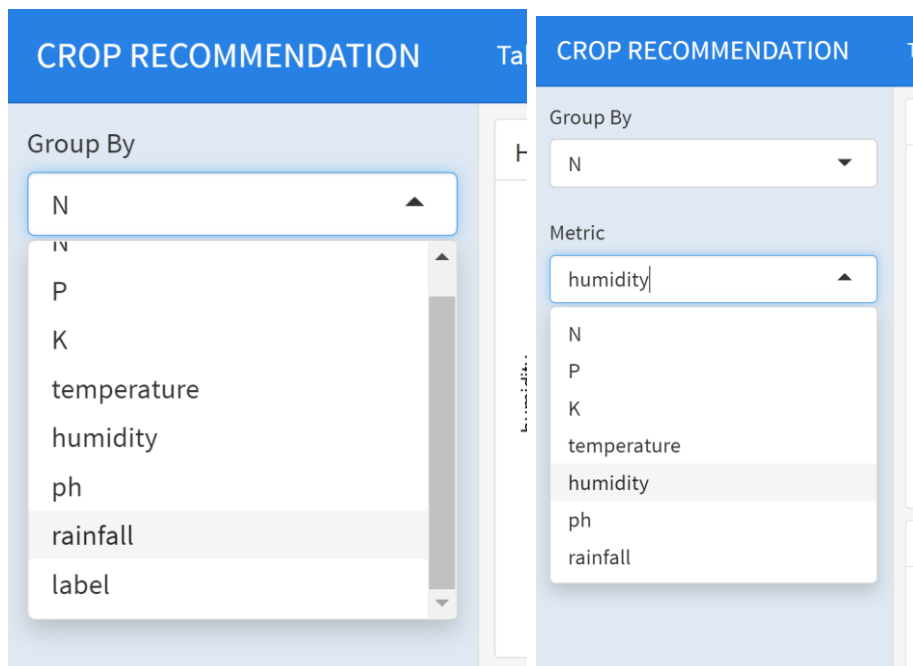 CROP RECOMMENDATION
Group By
N
N
P
K
temperature
humidity
ph
rainfall
label
CROP RECOMMENDATION
Group By
N
Metric
humidity
N
P
K
temperature
humidity
ph
rainfall